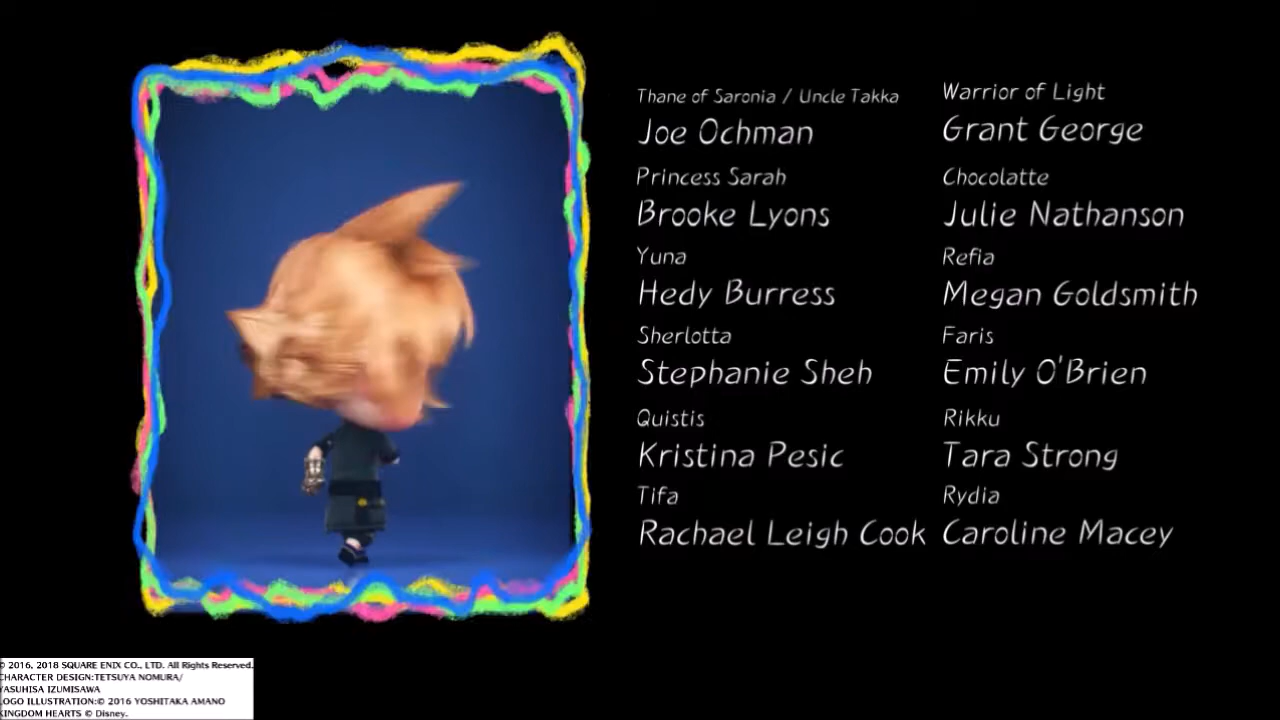 Thane of Saronia / Uncle Takka
Joe Ochman
Princess Sarah
Brooke Lyons
Yuna
Hedy Burress
Sherlotta
Stephanie Sheh
Quistis
Kristina Pesic
Tifa
Rachael Leigh Cook
Warrior of Light
Grant George
Chocolatte
Julie Nathanson
Refia
Megan Goldsmith
Faris
Emily O'Brien
Rikku
Tara Strong
Rydia
Caroline Macey
© 2016, 2018 SQUARE ENIX CO., LTD. All Rights Reserved.
CHARACTER DESIGN:TETSUYA NOMURA/
YASUHISA IZUMISAWA
LOGO ILLUSTRATION:© 2016 YOSHITAKA AMANO
KINGDOM HEARTS © Disney.